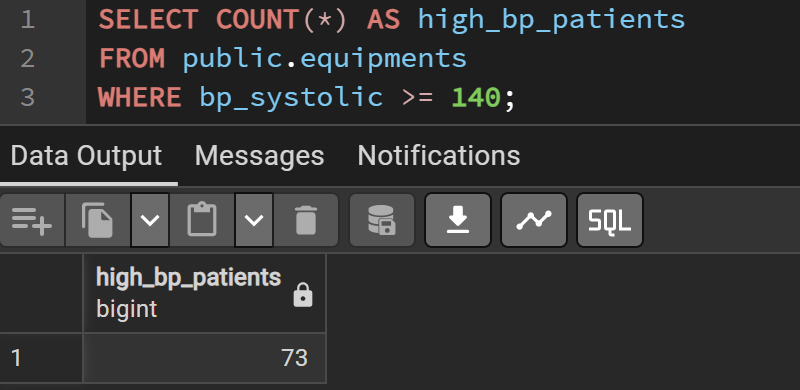 1 SELECT COUNT(*) AS high_bp_patients
2 FROM public.equipments
3 WHERE bp_systolic >= 140;
Data Output Messages Notifications
SQL
high_bp_patients
bigint
1 73